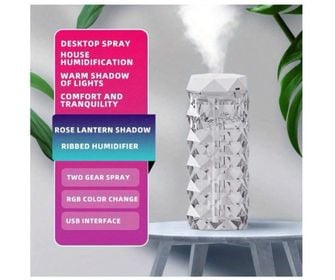 DESKTOP SPRAY
HOUSE
HUMIDIFICATION
WARM SHADOW
OF LIGHTS
COMFORT AND
TRANQUILITY
ROSE LANTERN SHADOW
RIBBED HUMIDIFIER
TWO GEAR SPRAY
RGB COLOR CHANGE
USB INTERFACE